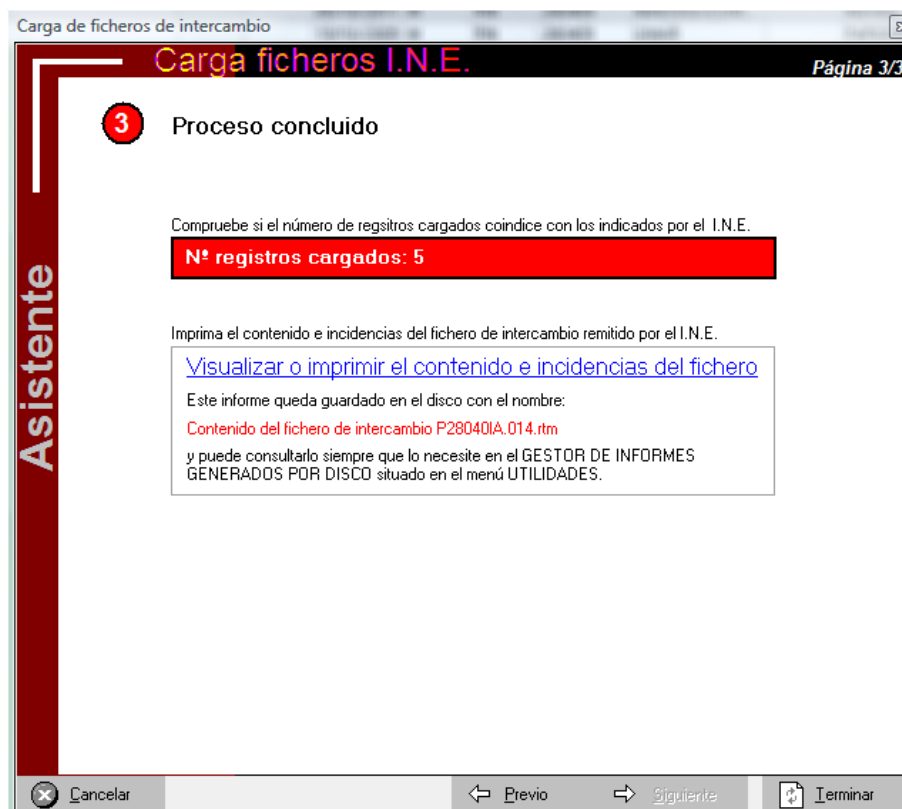 Carga de ficheros de intercambio
Carga ficheros I.N.E.
Página 3/3
3 Proceso concluido
Compruebe si el número de regsitros cargados coindice con los indicados por el I.N.E.
Nº registros cargados: 5
Asistente
Imprima el contenido e incidencias del fichero de intercambio remitido por el I.N.E.
Visualizar o imprimir el contenido e incidencias del fichero
Este informe queda guardado en el disco con el nombre:
Contenido del fichero de intercambio P28040IA.014.rtm
y puede consultarlo siempre que lo necesite en el GESTOR DE INFORMES
GENERADOS POR DISCO situado en el menú UTILIDADES.
Cancelar
Previo
Siguiente
Terminar